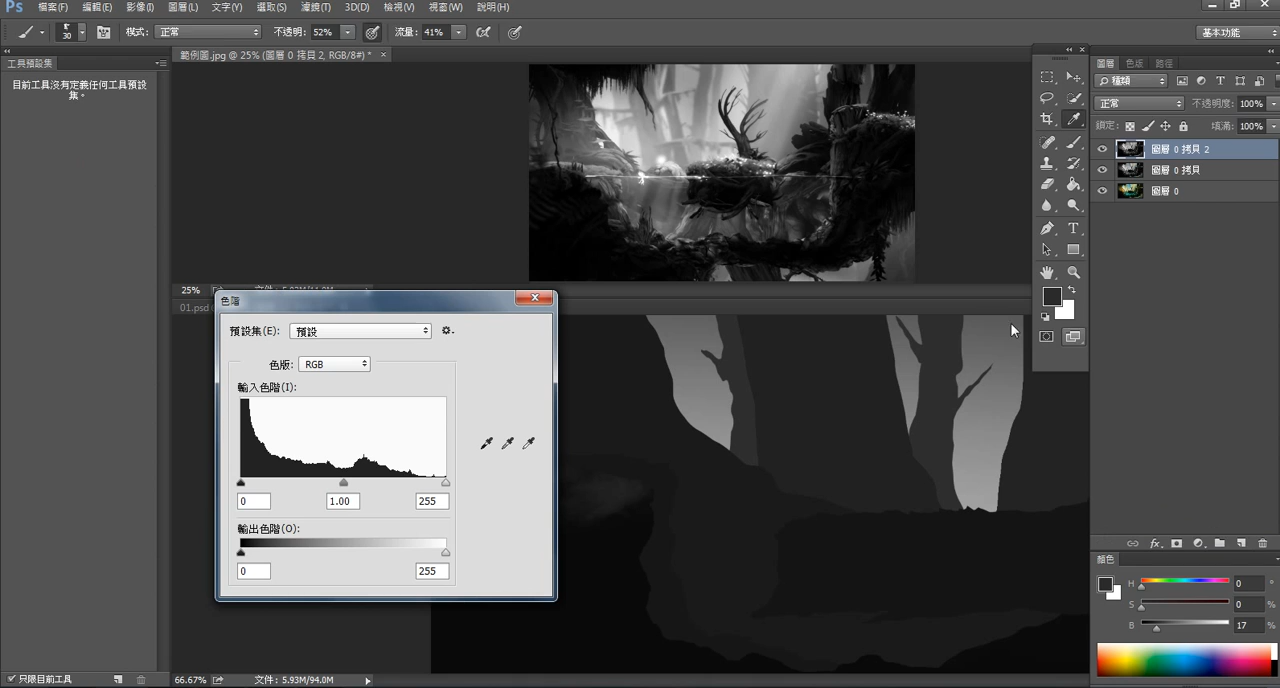 Ps 檔案(F) 編輯(E) 影像(I) 圖層(L) 文字(Y) 選取(S) 濾鏡(T) 3D(D) 檢視(V) 視窗(W) 說明(H)
30 模式: 正常 不透明: 52% 流量: 41% 基本功能
工具預設集
目前工具沒有定義任何工具預設
集。
範例圖.jpg @ 25% (圖層 0 拷貝 2, RGB/8#) *
圖層 色版 路徑
種類
正常 不透明度: 100%
鎖定: 填滿: 100%
圖層 0 拷貝 2
圖層 0 拷貝
圖層 0
25% 文件: 5.93M/94.0M
01.psd
色階
預設集(E): 預設
色版: RGB
輸入色階(I):
0 1.00 255
輸出色階(O):
0 255
fx
顏色
H 0 °
S 0 %
B 17 %
只限目前工具
66.67% 文件: 5.93M/94.0M